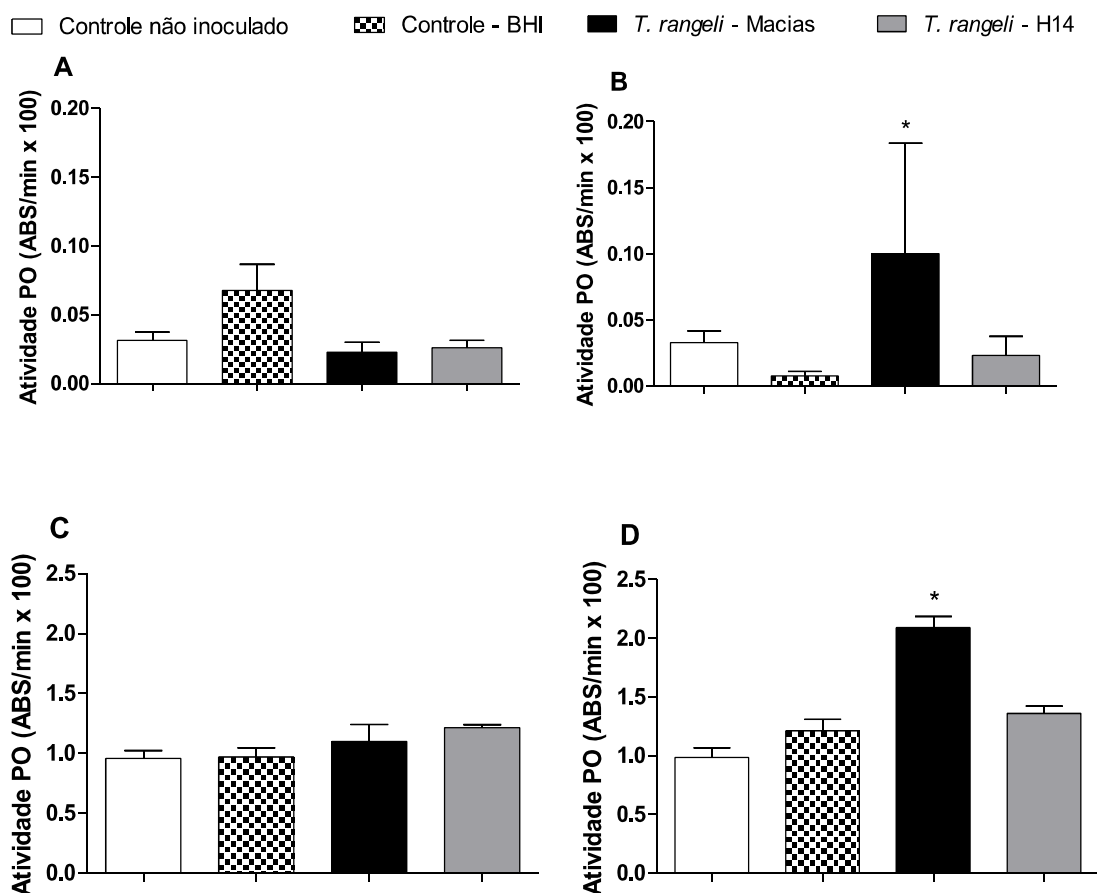 Controle não inoculado
Controle - BHI
T. rangeli - Macias
T. rangeli - H14
A
Atividade PO (ABS/min x 100)
0.20
0.15
0.10
0.05
0.00
B
Atividade PO (ABS/min x 100)
0.20
0.15
0.10
0.05
0.00
*
C
Atividade PO (ABS/min x 100)
2.5
2.0
1.5
1.0
0.5
0.0
D
Atividade PO (ABS/min x 100)
2.5
2.0
1.5
1.0
0.5
0.0
*